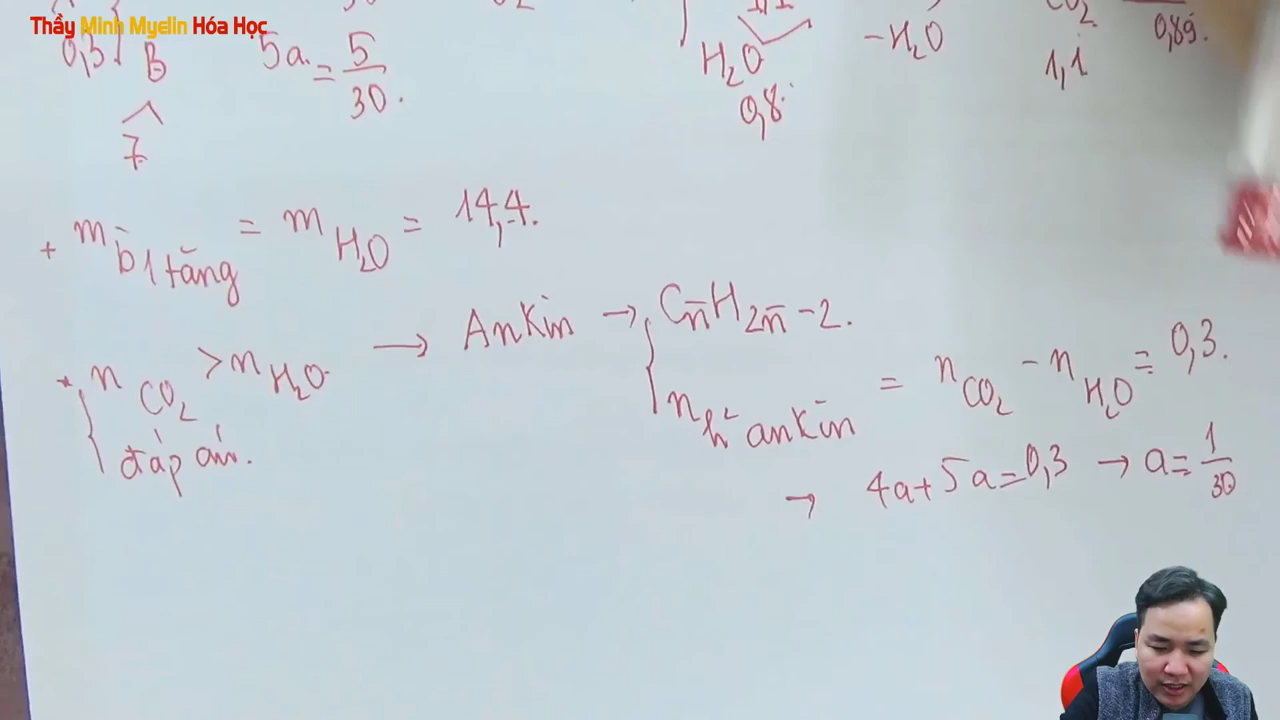 Thầy Minh Myelin Hóa Học
0,3 } B 5a = 5/30.
7
H2O - H2O CO2
0,8. 1,1 0,89.
+ m b1 tăng = m H2O = 14,4.
* { n CO2 > n H2O. → Ankin → { Cn̄H2n̄-2.
đáp án.
n h² ankin = n CO2 - n H2O = 0,3.
→ 4a + 5a = 0,3 → a = 1/30